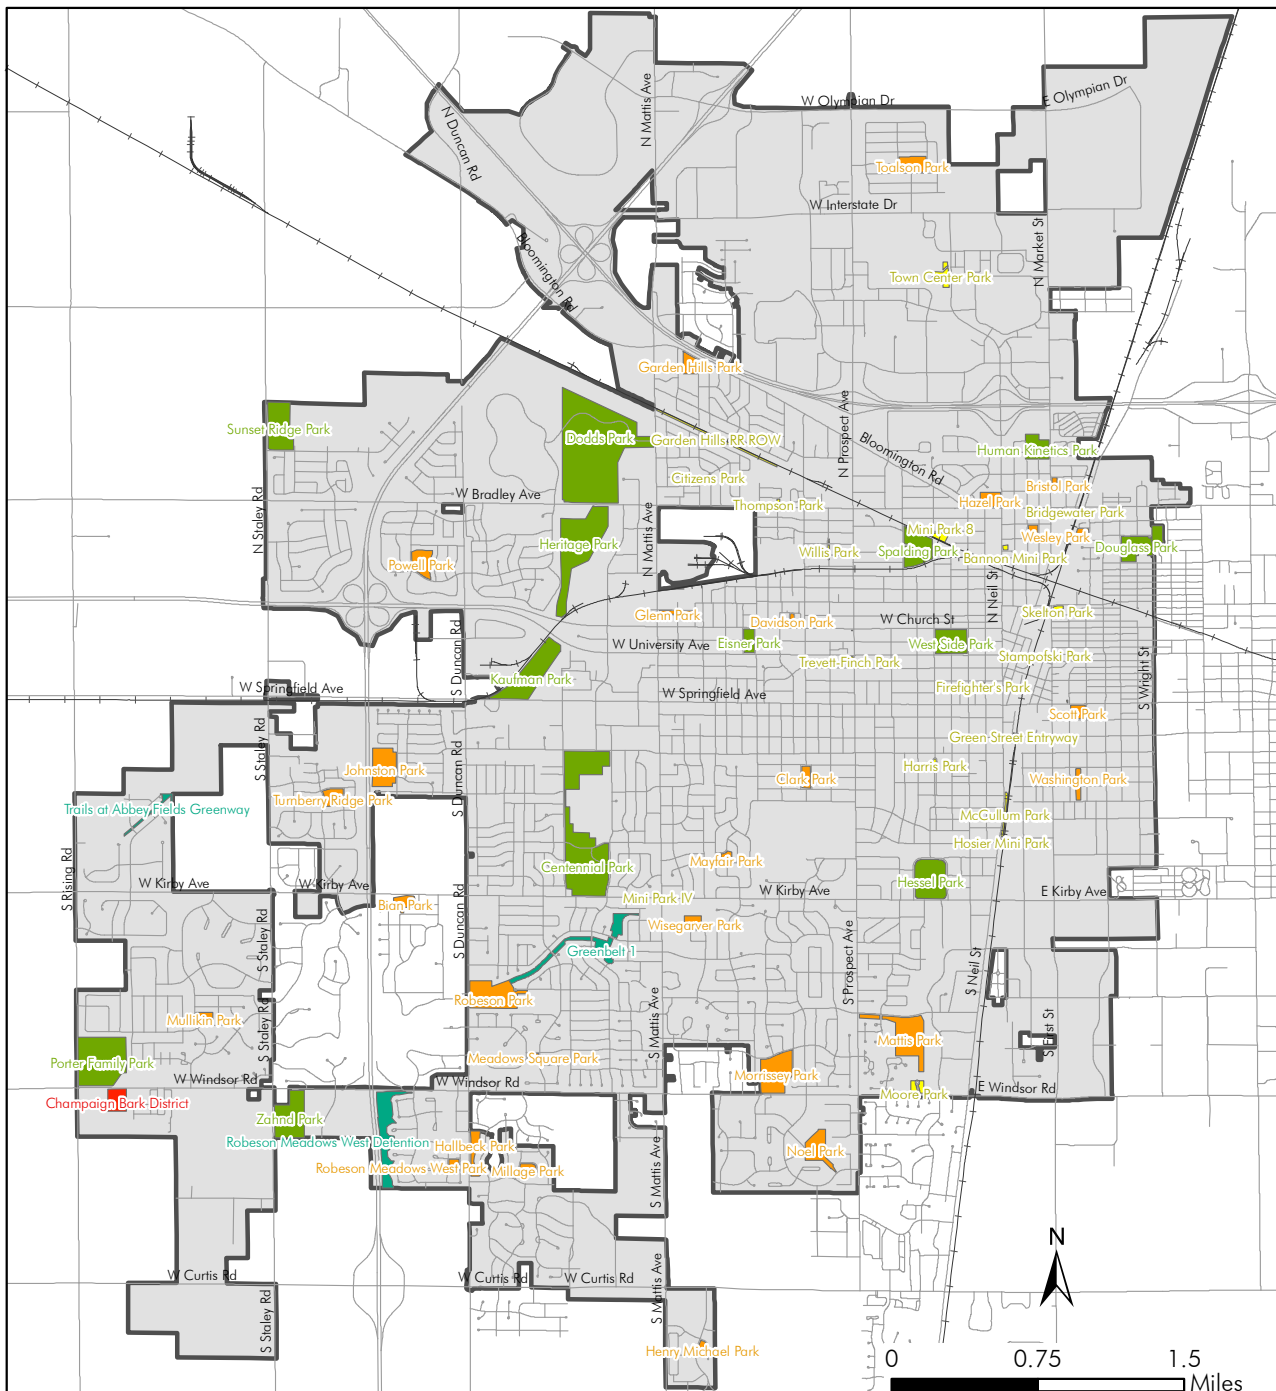 W Olympian Dr
E Olympian Dr
N Mattis Ave
N Duncan Rd
Toalson Park
W Interstate Dr
N Market St
Bloomington Rd
Rd
Town Center Park
Garden Hills Park
N Prospect Ave
Sunset Ridge Park
Dodds Park
Garden Hills RR ROW
Bloomington Rd
Human Kinetics Park
Citizens Park
Bristol Park
W Bradley Ave
Thompson Park
Hazel Park
Bridgewater Park
N Staley Rd
N Mattis Ave
Mini Park 8
Wesley Park
Heritage Park
Willis Park
Spalding Park
Bannon Mini Park
Douglass Park
Powell Park
N Neil St
Glenn Park
Davidson Park
W Church St
Skelton Park
S Duncan Rd
W University Ave
Eisner Park
West Side Park
Trevett-Finch Park
Stampofski Park
S Wright St
Kaufman Park
W Springfield Ave
W Springfield Ave
Firefighter's Park
Scott Park
S Staley Rd
Green Street Entryway
S Duncan Rd
Johnston Park
Clark Park
Harris Park
Washington Park
Turnberry Ridge Park
Trails at Abbey Fields Greenway
McCullum Park
Hosier Mini Park
S Rising Rd
Mayfair Park
Centennial Park
W Kirby Ave
W Kirby Ave
Hessel Park
W Kirby Ave
E Kirby Ave
Bian Park
Mini Park IV
S Duncan Rd
Wisegarver Park
S Staley Rd
Greenbelt 1
S Prospect Ave
S Neil St
Robeson Park
Mullikin Park
S Staley Rd
S Mattis Ave
Mattis Park
S First St
Porter Family Park
Meadows Square Park
W Windsor Rd
W Windsor Rd
Morrissey Park
E Windsor Rd
Moore Park
Champaign Bark District
Zahnd Park
Robeson Meadows West Detention
Hallbeck Park
Noel Park
Robeson Meadows West Park
Millage Park
S Mattis Ave
N
W Curtis Rd
W Curtis Rd
W Curtis Rd
S Staley Rd
S Mattis Ave
Henry Michael Park
0 0.75 1.5
Miles